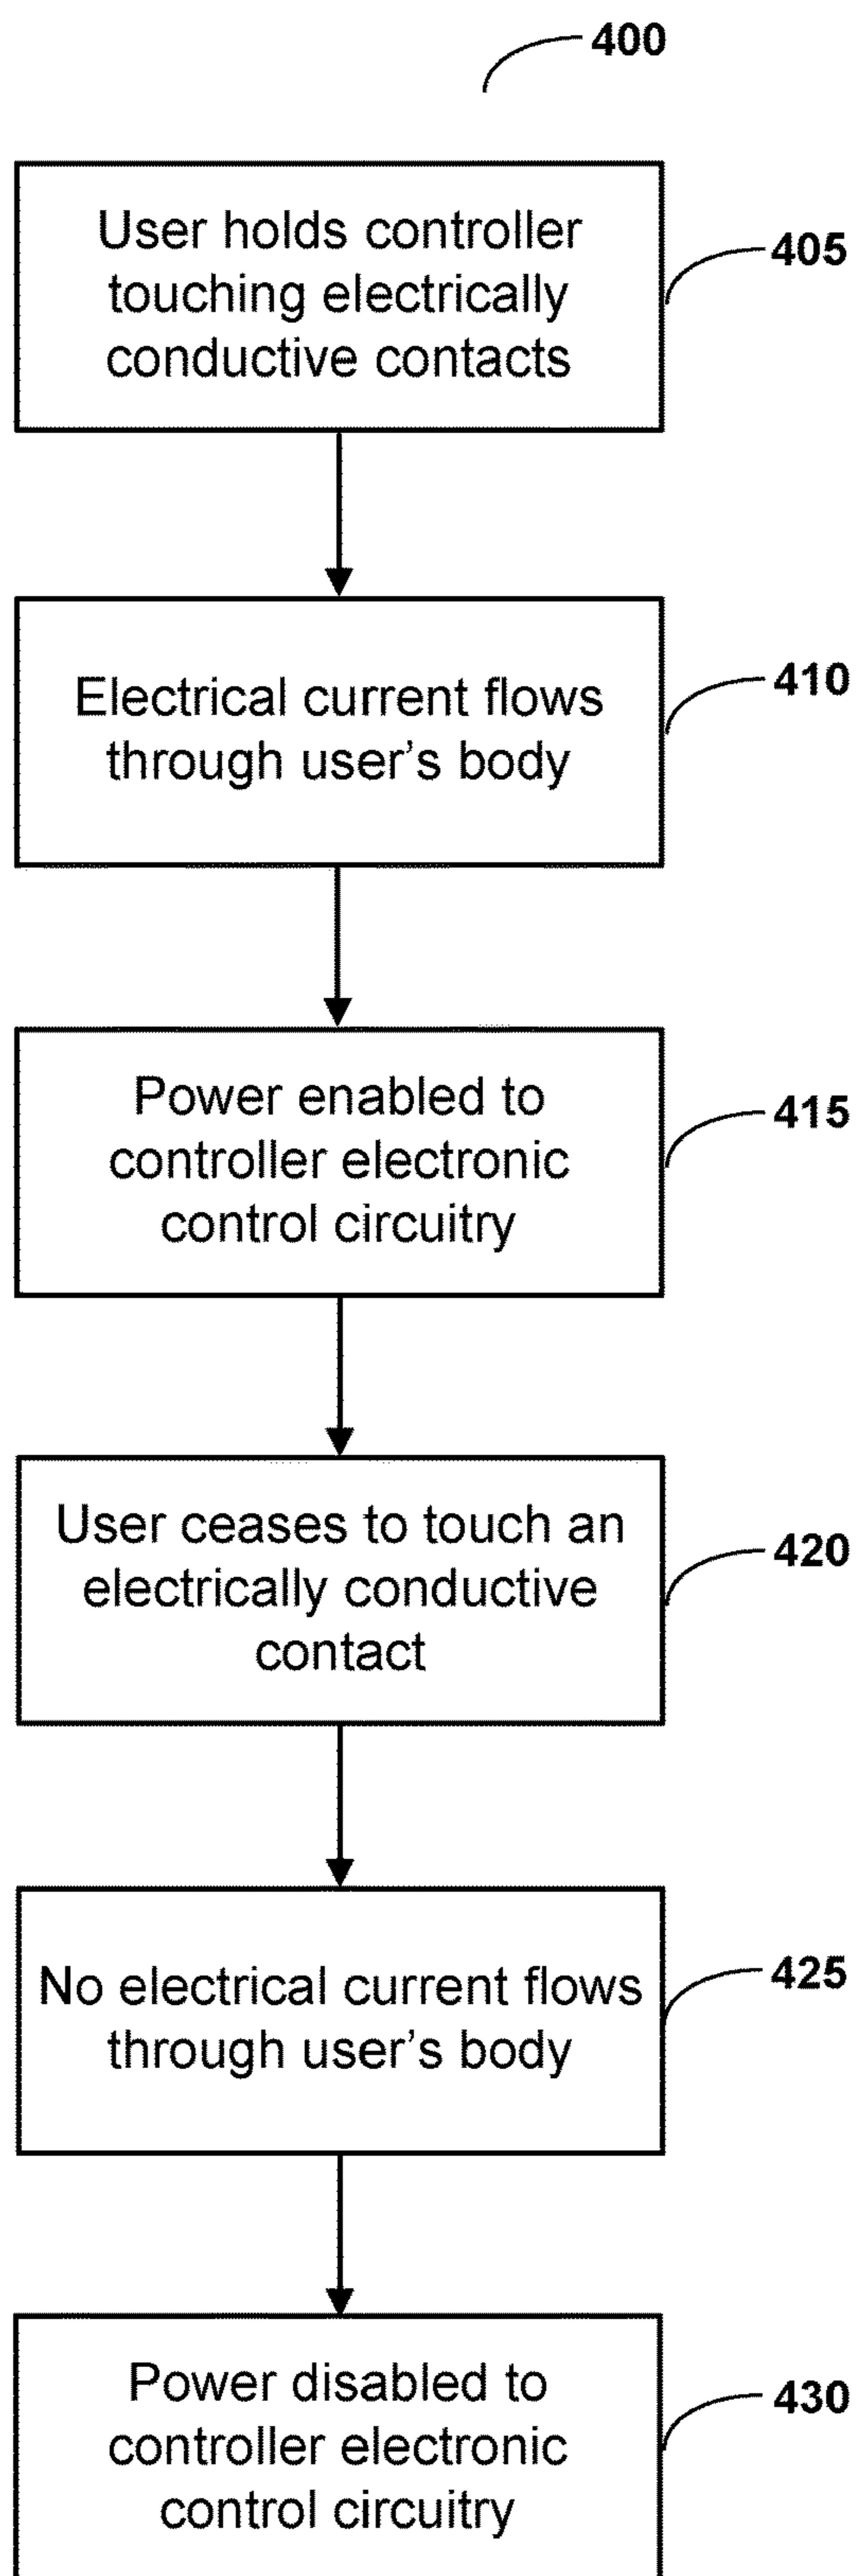 400
User holds controller
touching electrically
conductive contacts
405
Electrical current flows
through user's body
410
Power enabled to
controller electronic
control circuitry
415
User ceases to touch an
electrically conductive
contact
420
No electrical current flows
through user's body
425
Power disabled to
controller electronic
control circuitry
430